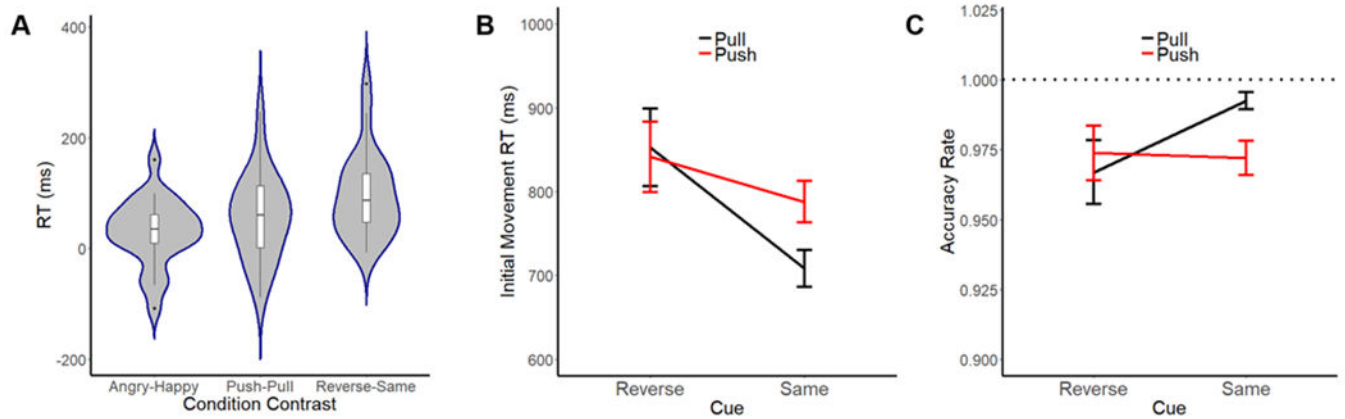 A
400
200
0
-200
RT (ms)
Angry-Happy Push-Pull Reverse-Same
Condition Contrast
B
1000
900
800
700
600
Initial Movement RT (ms)
Pull
Push
Reverse Same
Cue
C
1.025
1.000
0.975
0.950
0.925
0.900
Accuracy Rate
Pull
Push
Reverse Same
Cue